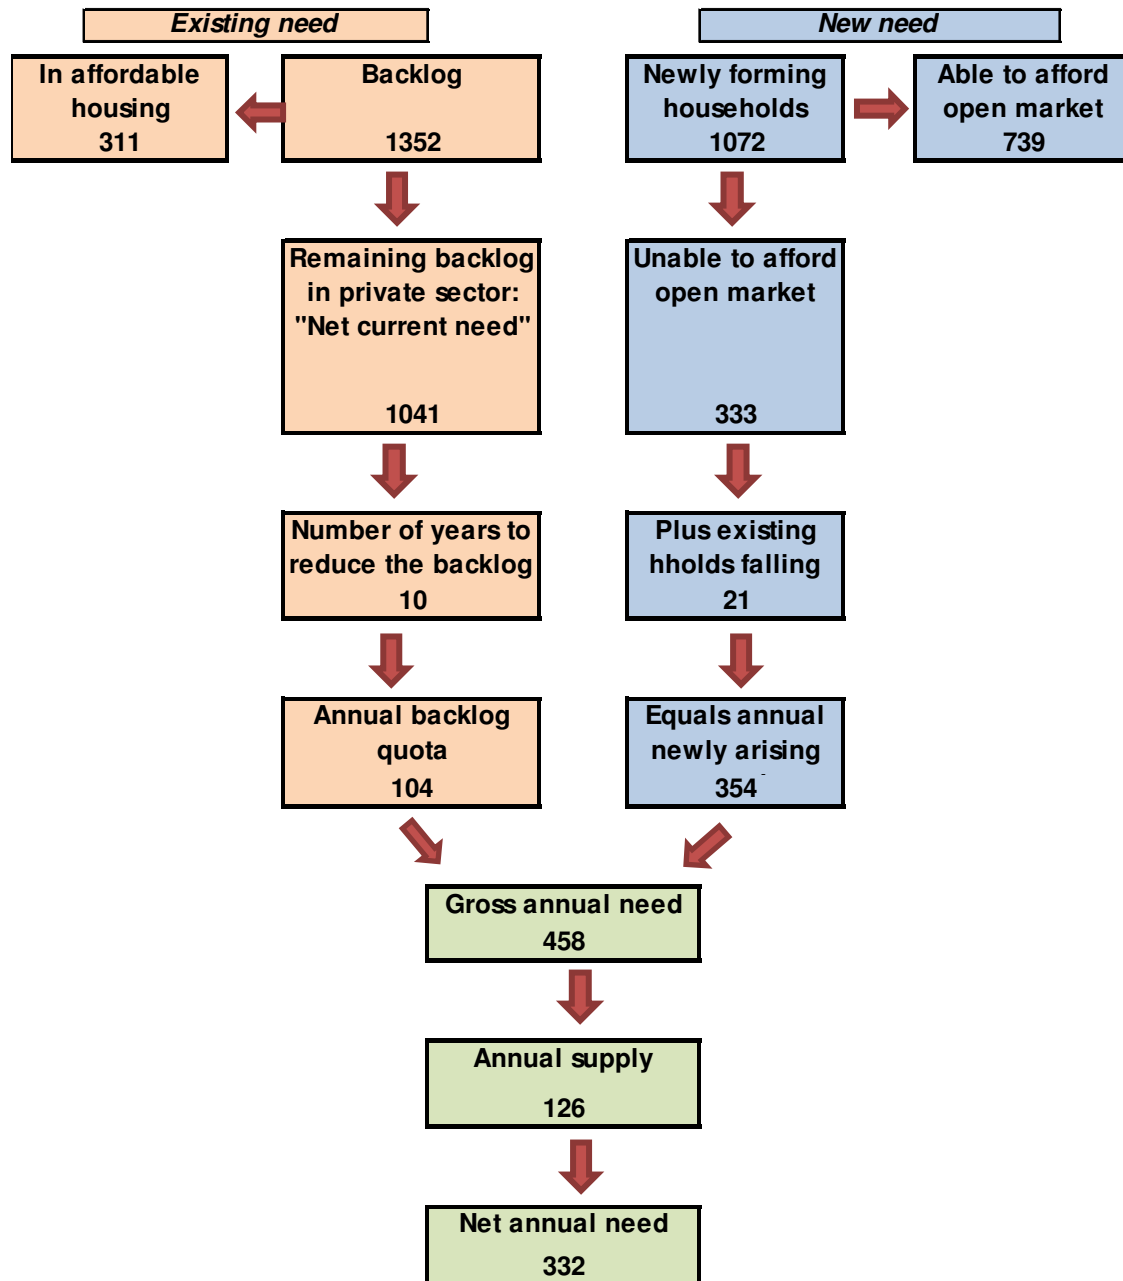 Existing need
New need
In affordable
housing
311
Backlog
1352
Newly forming
households
1072
Able to afford
open market
739
Remaining backlog
in private sector:
"Net current need"
1041
Unable to afford
open market
333
Number of years to
reduce the backlog
10
Plus existing
hholds falling
21
Annual backlog
quota
104
Equals annual
newly arising
354
Gross annual need
458
Annual supply
126
Net annual need
332